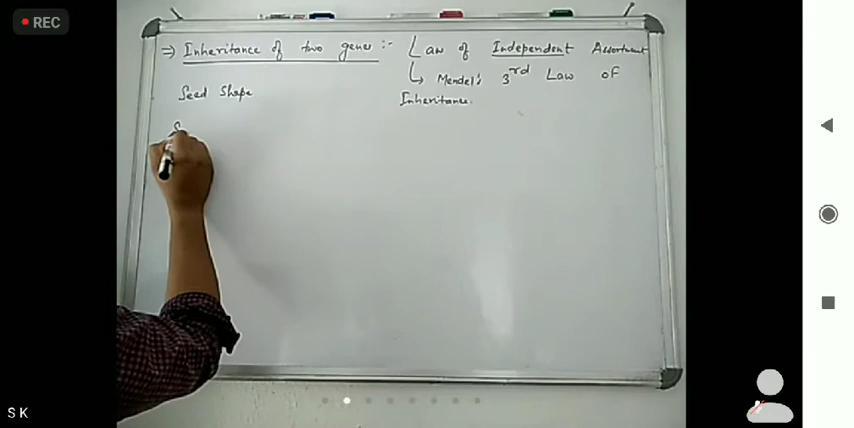 REC
⇒ Inheritance of two genes :- Law of Independent Assortment
↳ Mendel's 3rd Law of
Inheritance.
Seed Shape
S
S K